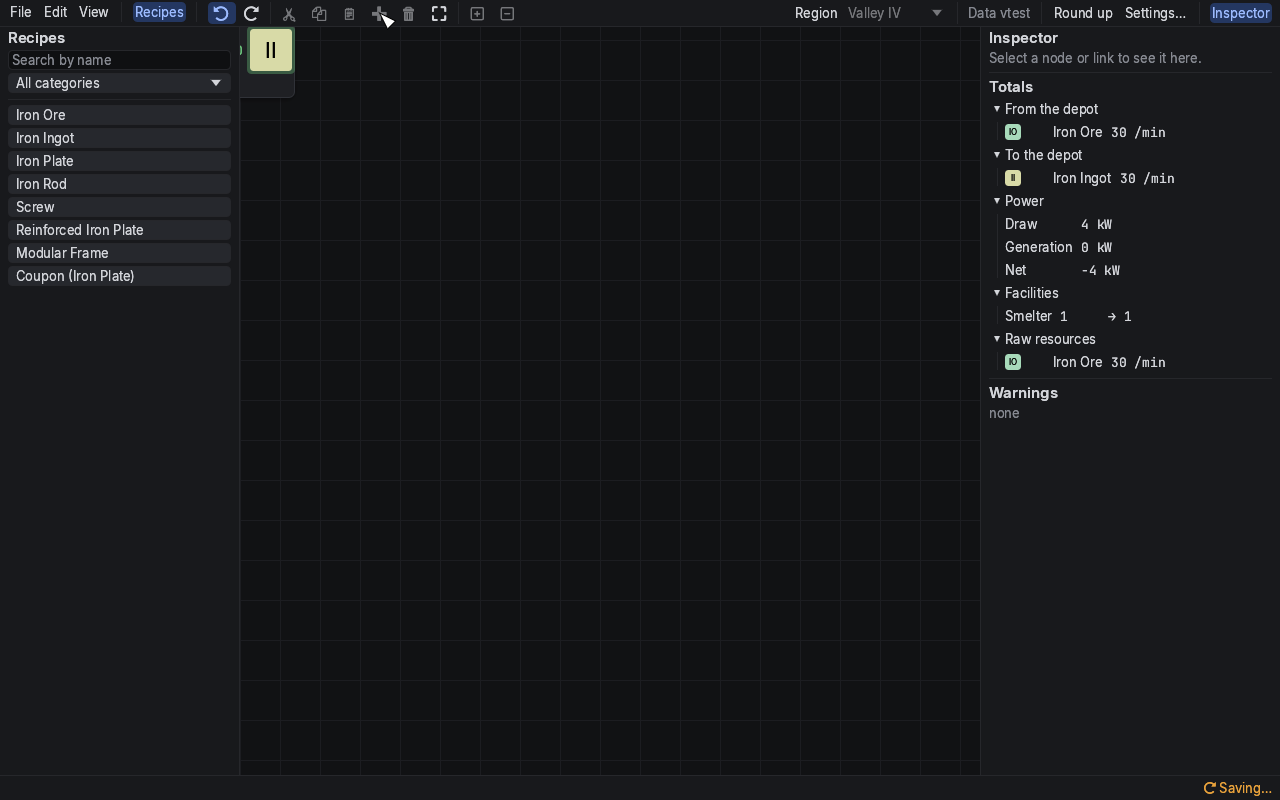 File Edit View Recipes Region Valley IV Data vtest Round up Settings... Inspector
Recipes
Search by name
All categories
Iron Ore
Iron Ingot
Iron Plate
Iron Rod
Screw
Reinforced Iron Plate
Modular Frame
Coupon (Iron Plate)
II
Inspector
Select a node or link to see it here.
Totals
From the depot
IO Iron Ore 30 /min
To the depot
II Iron Ingot 30 /min
Power
Draw 4 kW
Generation 0 kW
Net -4 kW
Facilities
Smelter 1 → 1
Raw resources
IO Iron Ore 30 /min
Warnings
none
Saving...